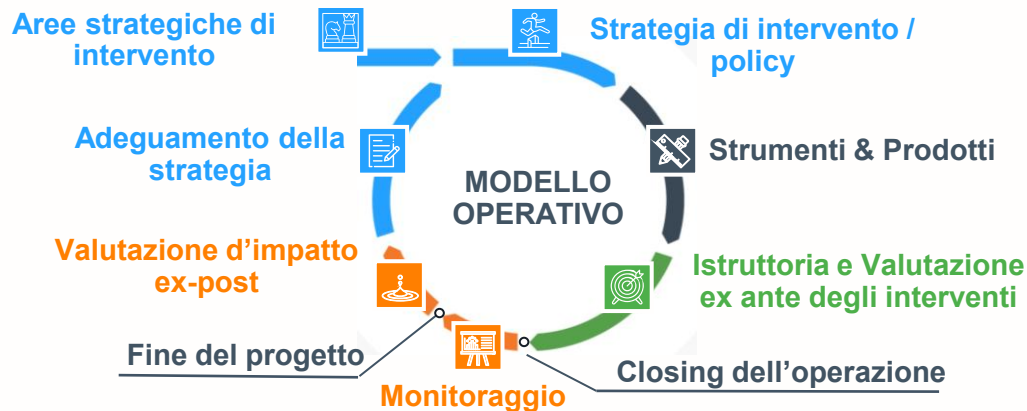 Aree strategiche di
intervento
Strategia di intervento /
policy
Adeguamento della
strategia
Strumenti & Prodotti
MODELLO
OPERATIVO
Valutazione d’impatto
ex-post
Istruttoria e Valutazione
ex ante degli interventi
Fine del progetto
Closing dell’operazione
Monitoraggio